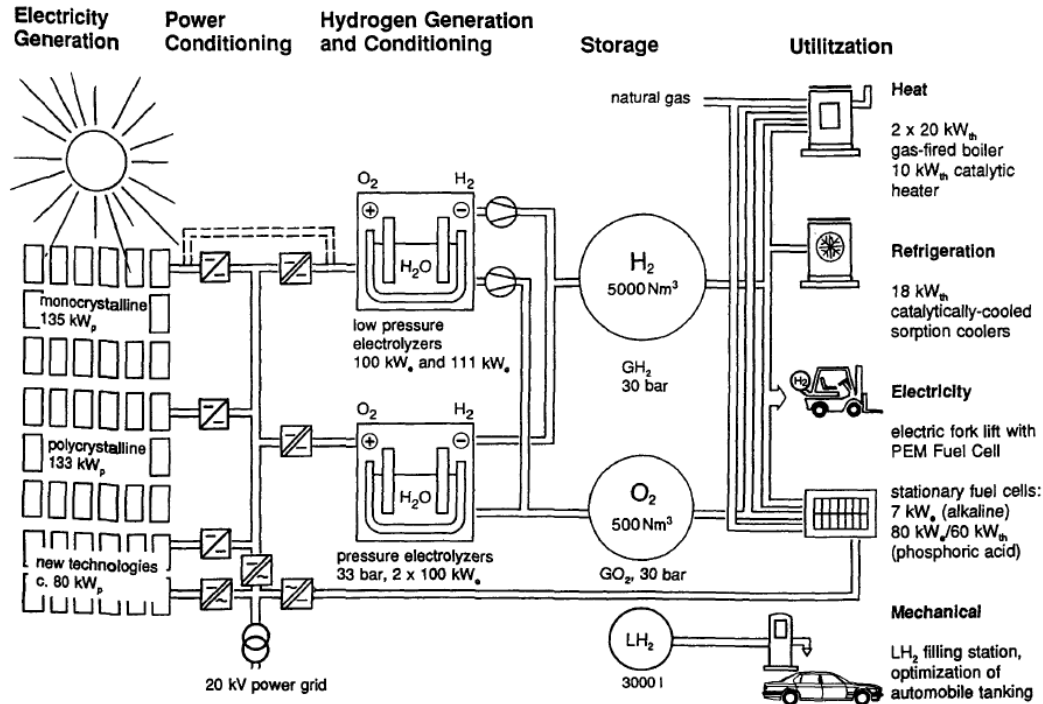 Electricity
Generation
Power
Conditioning
Hydrogen Generation
and Conditioning
Storage
Utilitzation
monocrystalline
135 kWp
polycrystalline
133 kWp
new technologies
c. 80 kWp
20 kV power grid
O2
H2
+
−
H2O
low pressure
electrolyzers
100 kWe and 111 kWe
O2
H2
+
−
H2O
pressure electrolyzers
33 bar, 2 x 100 kWe
natural gas
H2
5000 Nm3
GH2
30 bar
O2
500 Nm3
GO2, 30 bar
LH2
3000 l
Heat
2 x 20 kWth
gas-fired boiler
10 kWth catalytic
heater
Refrigeration
18 kWth
catalytically-cooled
sorption coolers
H2
Electricity
electric fork lift with
PEM Fuel Cell
stationary fuel cells:
7 kWe (alkaline)
80 kWe/60 kWth
(phosphoric acid)
Mechanical
LH2 filling station,
optimization of
automobile tanking